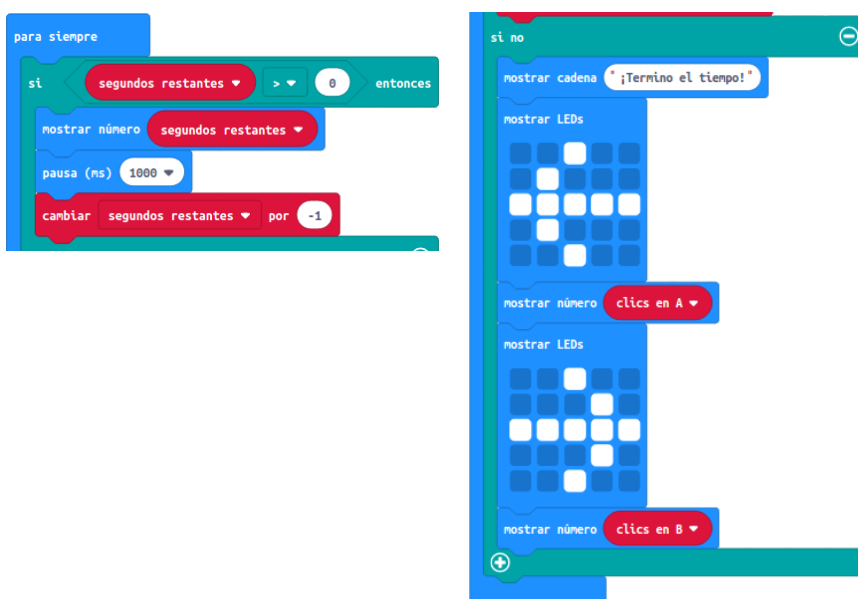 para siempre
si segundos restantes > 0 entonces
mostrar número segundos restantes
pausa (ms) 1000
cambiar segundos restantes por -1
si no
mostrar cadena "¡Termino el tiempo!"
mostrar LEDs
mostrar número clics en A
mostrar LEDs
mostrar número clics en B